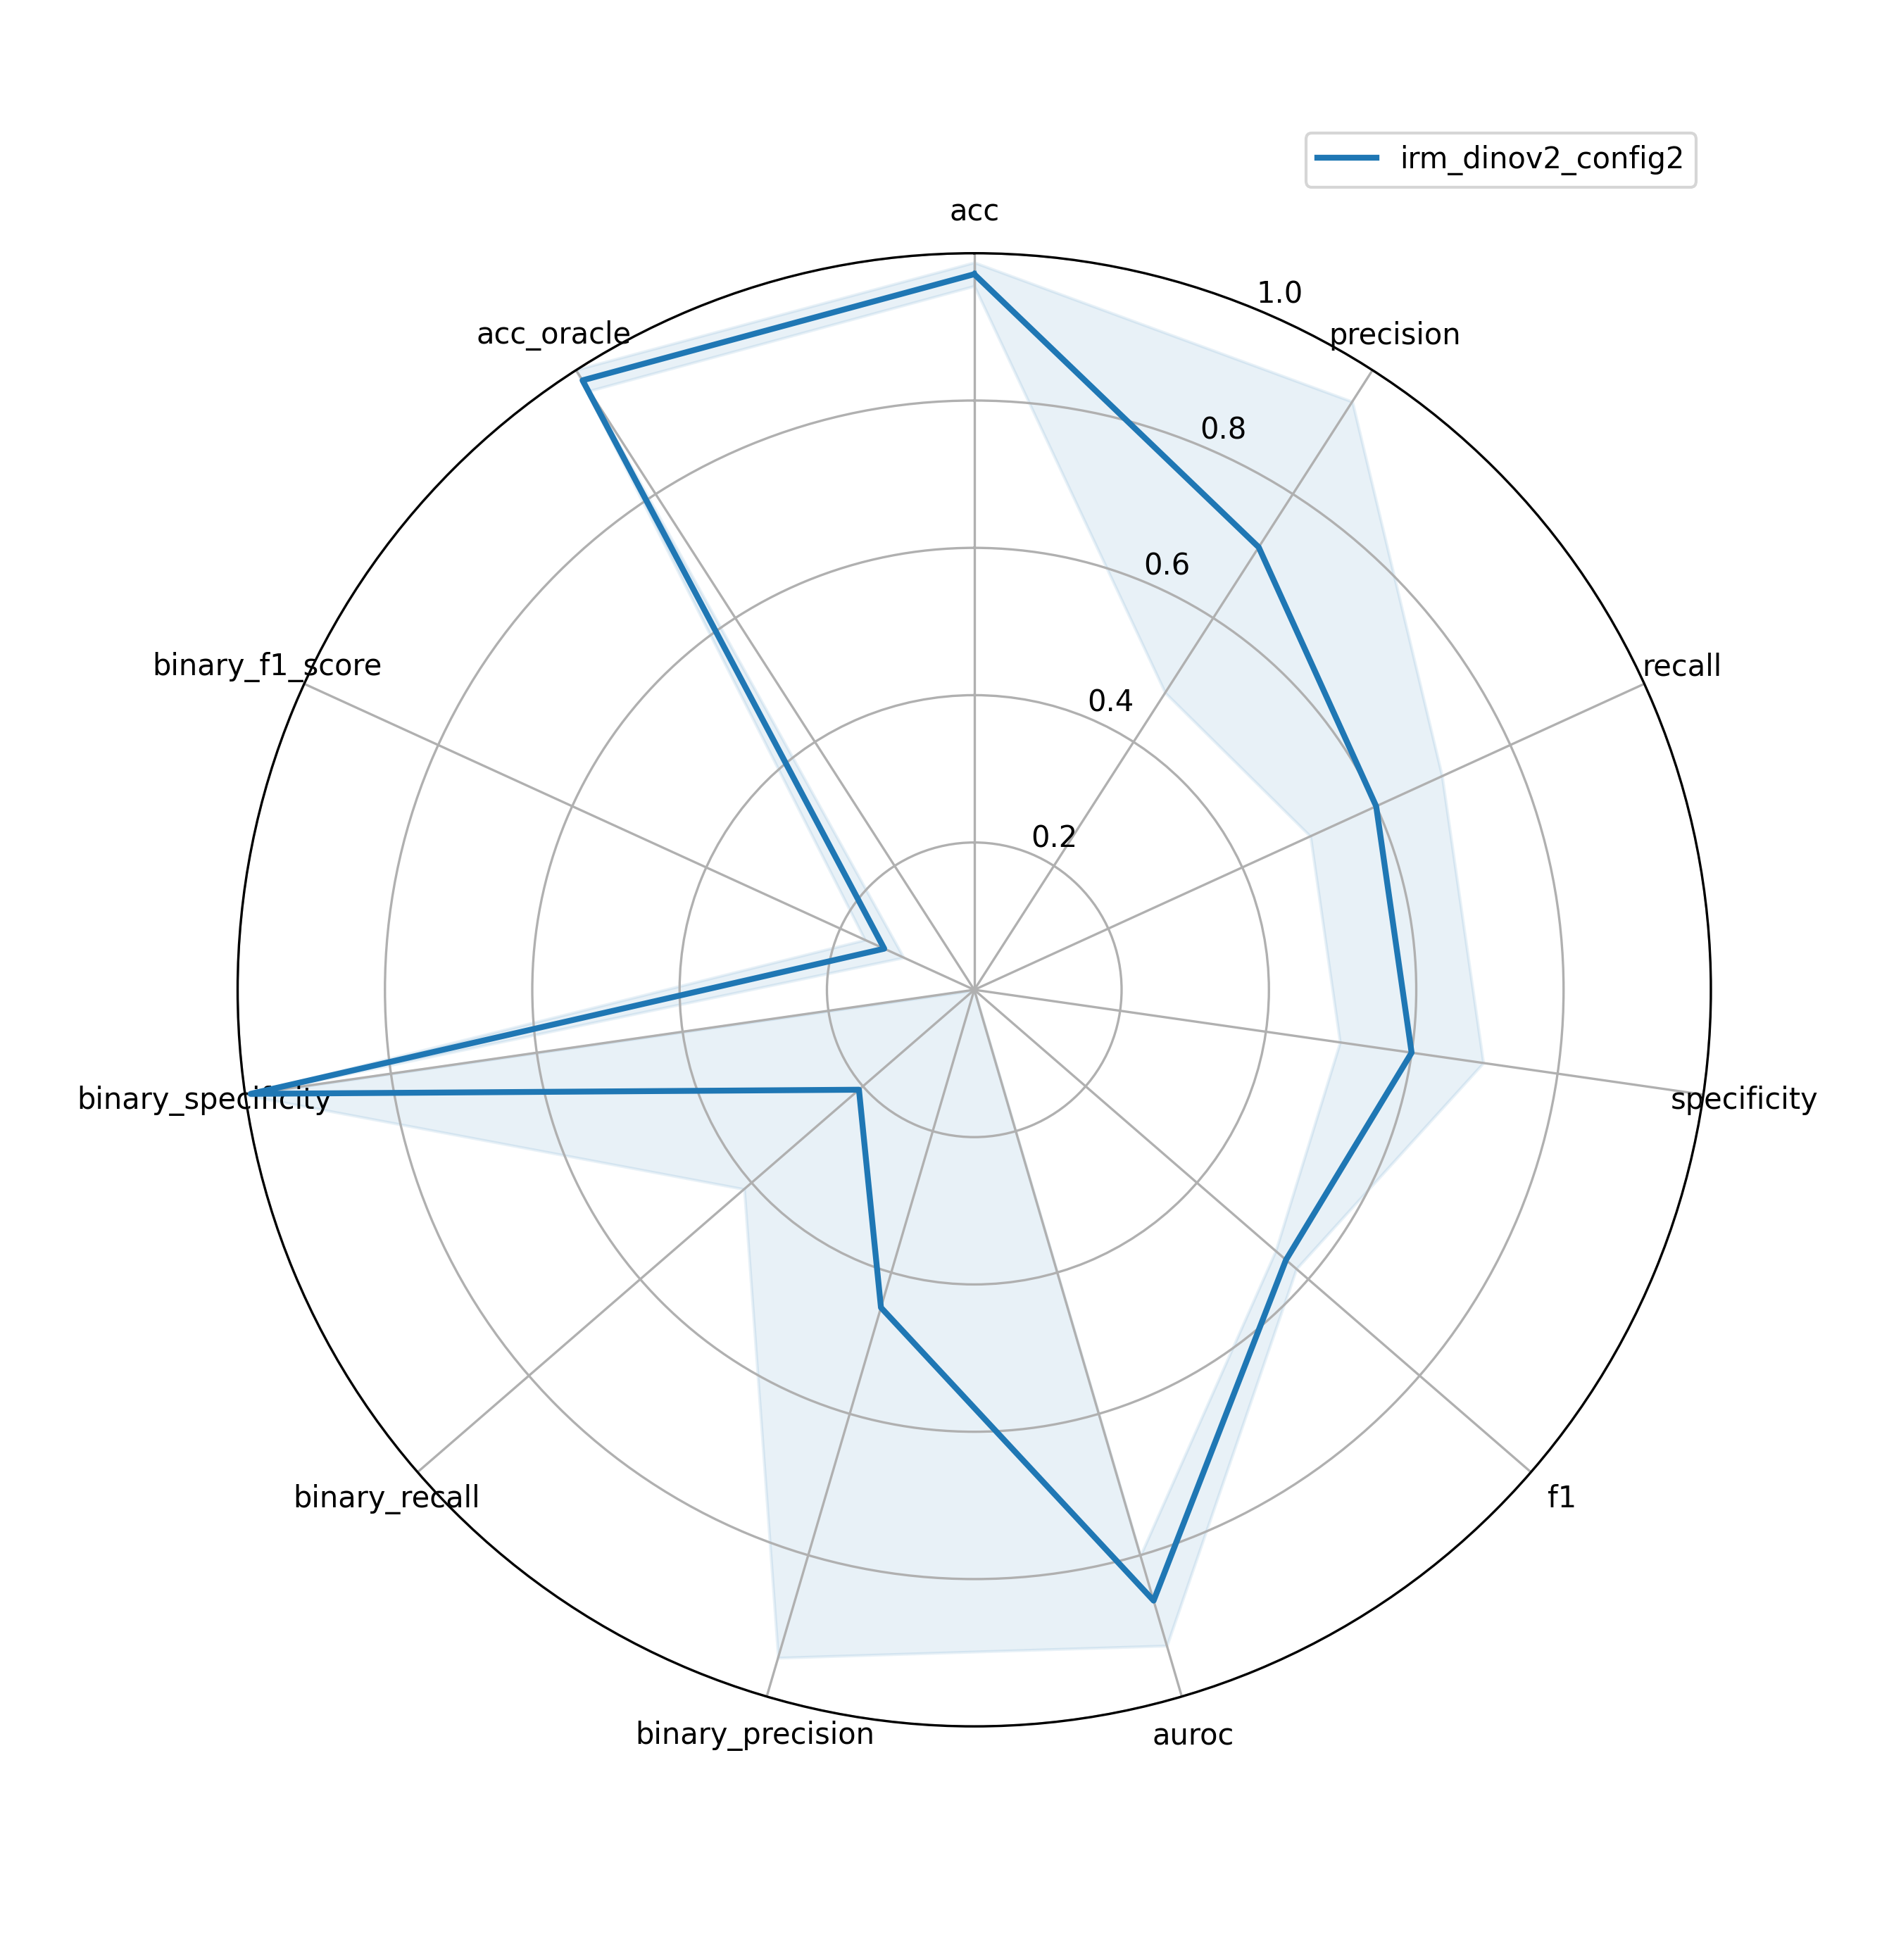 irm_dinov2_config2
acc
1.0
acc_oracle
precision
0.8
0.6
binary_f1_score
recall
0.4
0.2
binary_specificity
specificity
binary_recall
f1
binary_precision
auroc